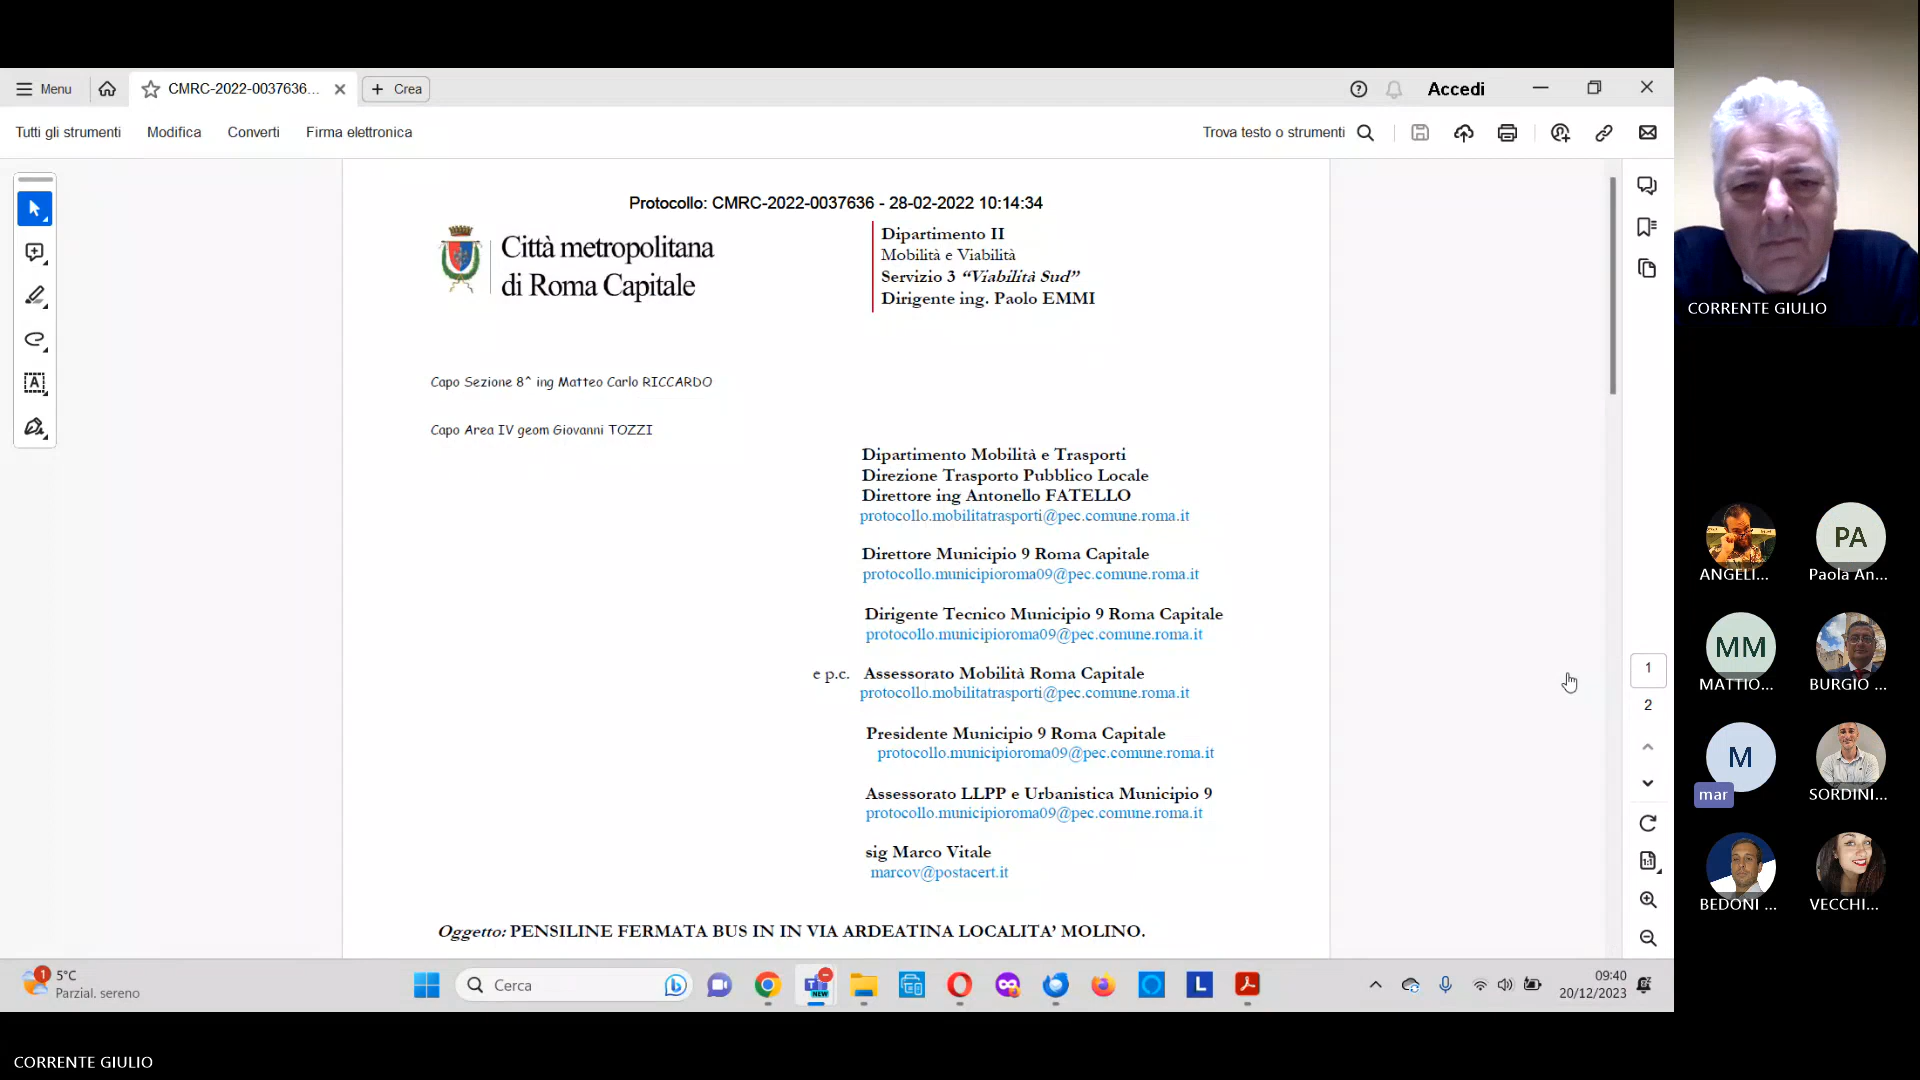 Menu
CMRC-2022-0037636...
Crea
Accedi
Tutti gli strumenti
Modifica
Converti
Firma elettronica
Trova testo o strumenti
Protocollo: CMRC-2022-0037636 - 28-02-2022 10:14:34
Città metropolitana
di Roma Capitale
Dipartimento II
Mobilità e Viabilità
Servizio 3 “Viabilità Sud”
Dirigente ing. Paolo EMMI
Capo Sezione 8^ ing Matteo Carlo RICCARDO
Capo Area IV geom Giovanni TOZZI
Dipartimento Mobilità e Trasporti
Direzione Trasporto Pubblico Locale
Direttore ing Antonello FATELLO
protocollo.mobilitatrasporti@pec.comune.roma.it
Direttore Municipio 9 Roma Capitale
protocollo.municipioroma09@pec.comune.roma.it
Dirigente Tecnico Municipio 9 Roma Capitale
protocollo.municipioroma09@pec.comune.roma.it
e p.c. Assessorato Mobilità Roma Capitale
protocollo.mobilitatrasporti@pec.comune.roma.it
Presidente Municipio 9 Roma Capitale
protocollo.municipioroma09@pec.comune.roma.it
Assessorato LLPP e Urbanistica Municipio 9
protocollo.municipioroma09@pec.comune.roma.it
sig Marco Vitale
marcov@postacert.it
Oggetto: PENSILINE FERMATA BUS IN IN VIA ARDEATINA LOCALITA’ MOLINO.
1
2
CORRENTE GIULIO
ANGELI...
PA
Paola An...
MM
MATTIO...
BURGIO ...
M
mar
SORDINI...
BEDONI ...
VECCHI...
1
5°C
Parzial. sereno
Cerca
NEW
L
09:40
20/12/2023
CORRENTE GIULIO